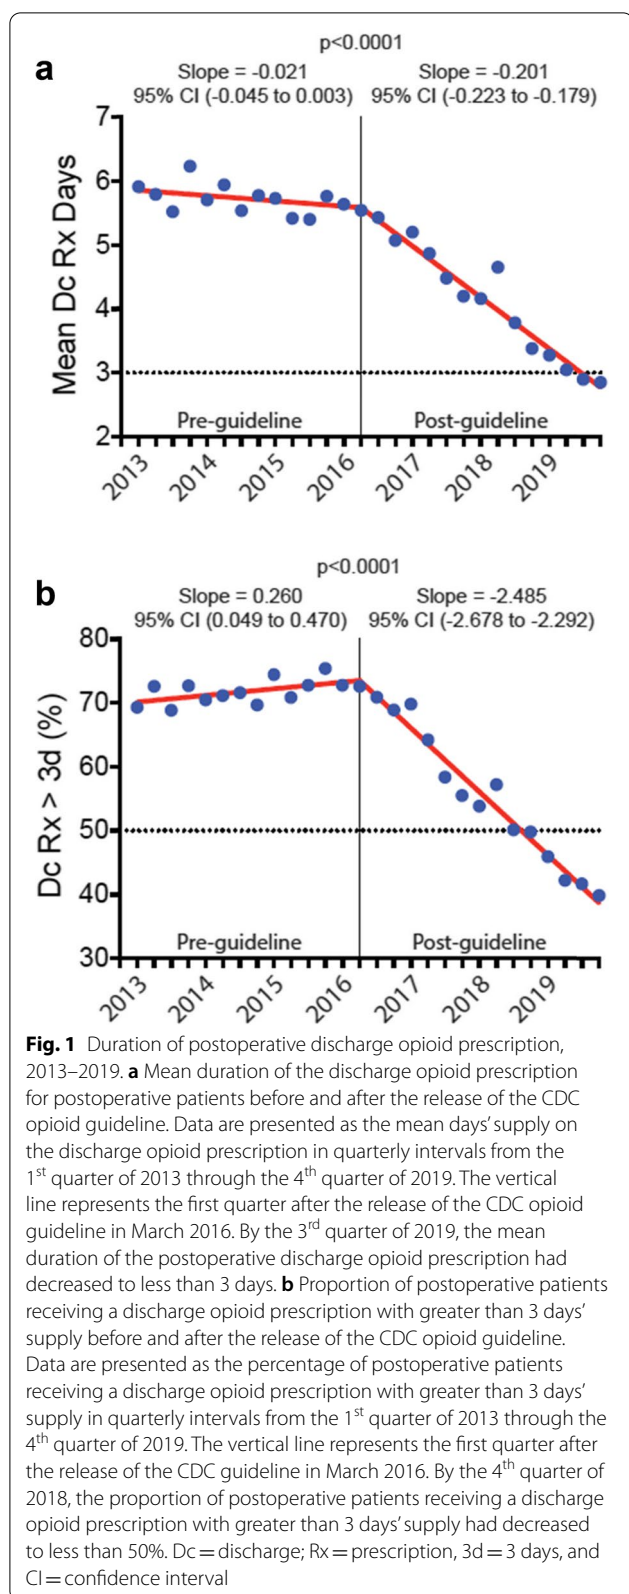 p<0.0001
a
Slope = -0.021 Slope = -0.201
95% CI (-0.045 to 0.003) 95% CI (-0.223 to -0.179)
Mean Dc Rx Days
7
6
5
4
3
2
Pre-guideline Post-guideline
2013 2014 2015 2016 2017 2018 2019
p<0.0001
b
Slope = 0.260 Slope = -2.485
95% CI (0.049 to 0.470) 95% CI (-2.678 to -2.292)
Dc Rx > 3d (%)
80
70
60
50
40
30
Pre-guideline Post-guideline
2013 2014 2015 2016 2017 2018 2019
Fig. 1 Duration of postoperative discharge opioid prescription,
2013–2019. a Mean duration of the discharge opioid prescription
for postoperative patients before and after the release of the CDC
opioid guideline. Data are presented as the mean days' supply on
the discharge opioid prescription in quarterly intervals from the
1st quarter of 2013 through the 4th quarter of 2019. The vertical
line represents the first quarter after the release of the CDC opioid
guideline in March 2016. By the 3rd quarter of 2019, the mean
duration of the postoperative discharge opioid prescription had
decreased to less than 3 days. b Proportion of postoperative patients
receiving a discharge opioid prescription with greater than 3 days'
supply before and after the release of the CDC opioid guideline.
Data are presented as the percentage of postoperative patients
receiving a discharge opioid prescription with greater than 3 days'
supply in quarterly intervals from the 1st quarter of 2013 through the
4th quarter of 2019. The vertical line represents the first quarter after
the release of the CDC guideline in March 2016. By the 4th quarter of
2018, the proportion of postoperative patients receiving a discharge
opioid prescription with greater than 3 days' supply had decreased
to less than 50%. Dc = discharge; Rx = prescription, 3d = 3 days, and
CI = confidence interval